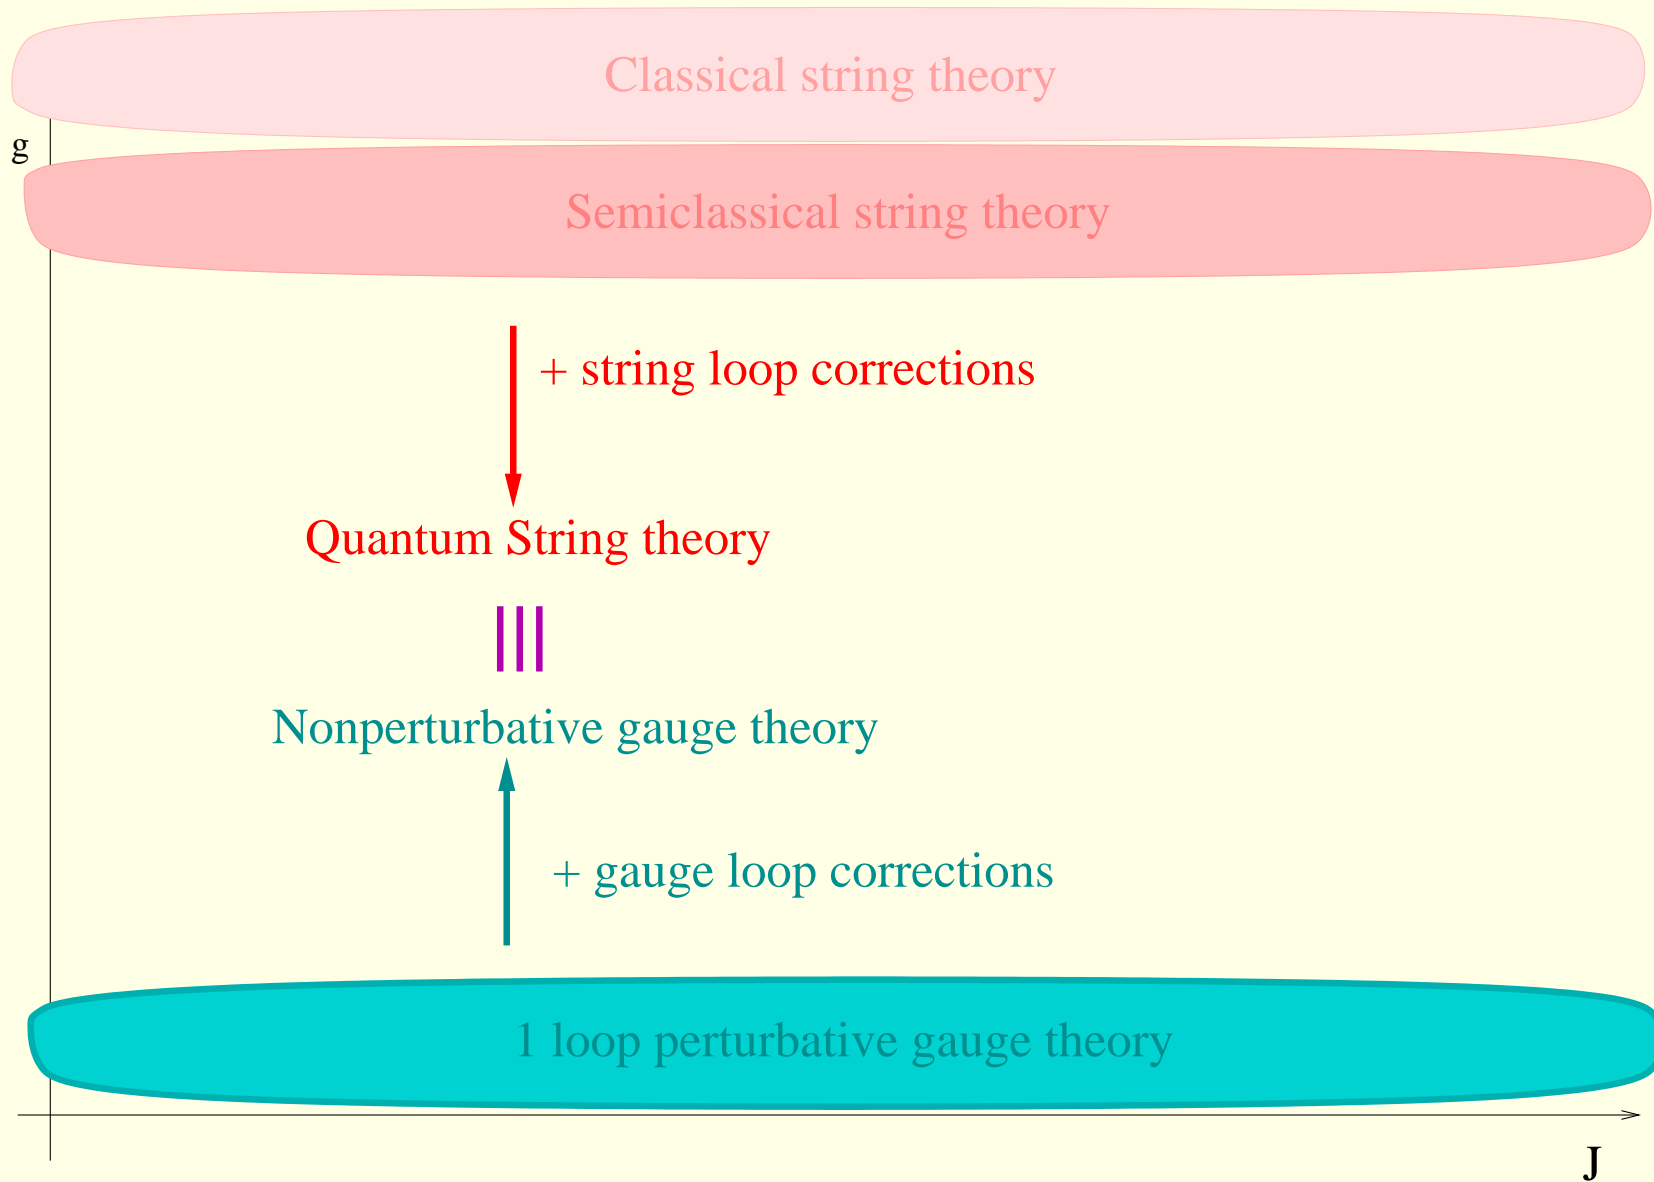 Classical string theory
g
Semiclassical string theory
+ string loop corrections
Quantum String theory
Nonperturbative gauge theory
+ gauge loop corrections
1 loop perturbative gauge theory
J